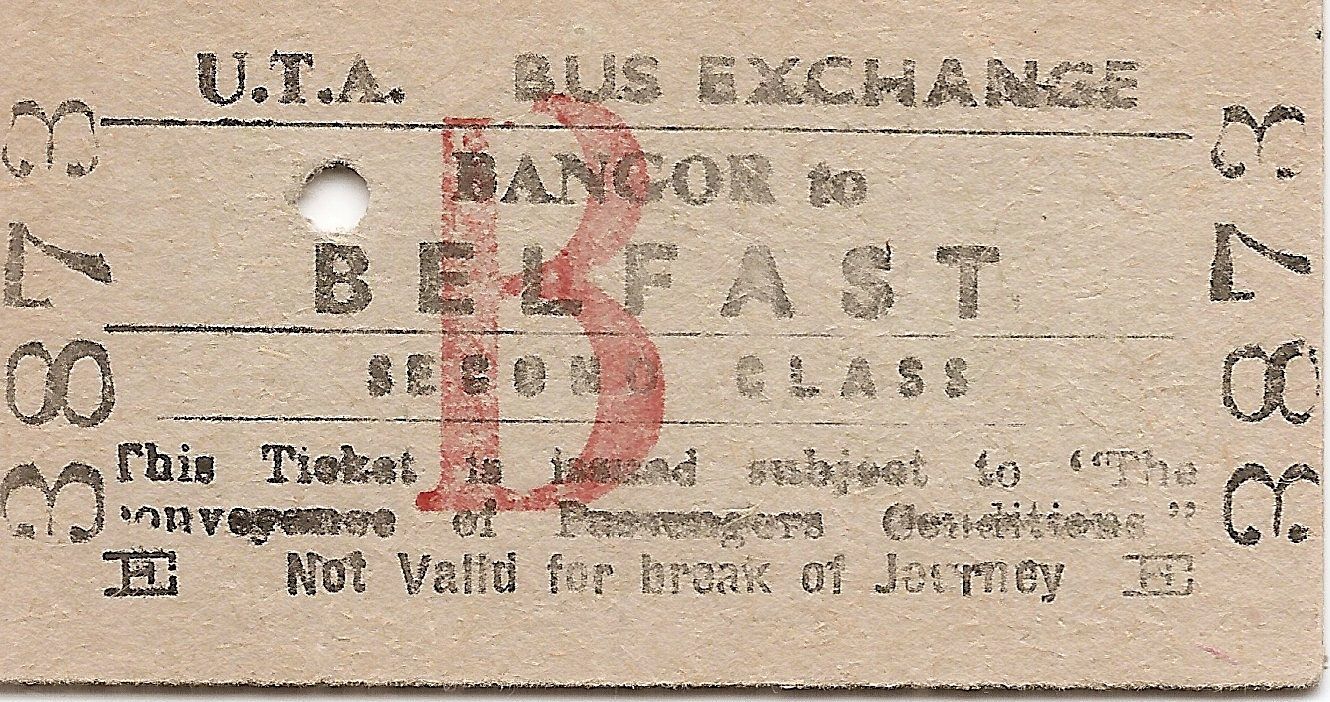 U.T.A. BUS EXCHANGE
BANGOR to
BELFAST
SECOND CLASS
This Ticket is issued subject to “The
Conveyance of Passengers Conditions”
E Not Valid for break of Journey E
B
3873
3873